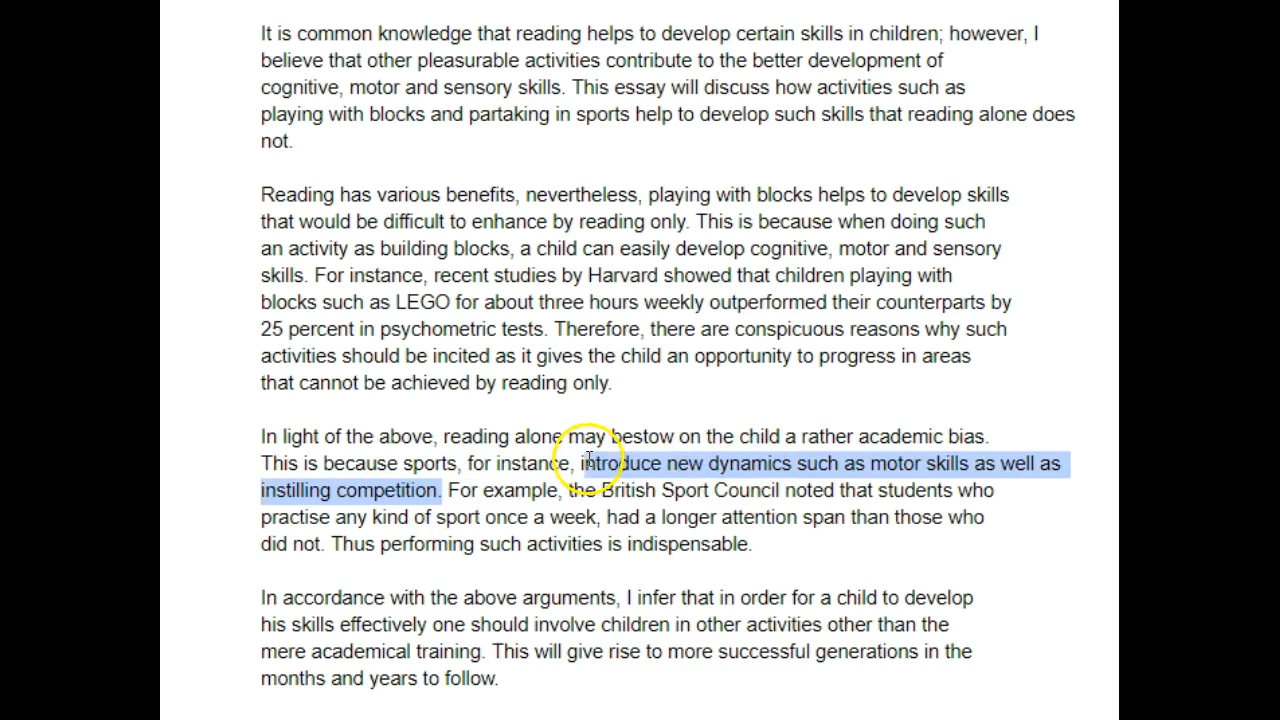 It is common knowledge that reading helps to develop certain skills in children; however, I
believe that other pleasurable activities contribute to the better development of
cognitive, motor and sensory skills. This essay will discuss how activities such as
playing with blocks and partaking in sports help to develop such skills that reading alone does
not.
Reading has various benefits, nevertheless, playing with blocks helps to develop skills
that would be difficult to enhance by reading only. This is because when doing such
an activity as building blocks, a child can easily develop cognitive, motor and sensory
skills. For instance, recent studies by Harvard showed that children playing with
blocks such as LEGO for about three hours weekly outperformed their counterparts by
25 percent in psychometric tests. Therefore, there are conspicuous reasons why such
activities should be incited as it gives the child an opportunity to progress in areas
that cannot be achieved by reading only.
In light of the above, reading alone may bestow on the child a rather academic bias.
This is because sports, for instance, introduce new dynamics such as motor skills as well as
instilling competition. For example, the British Sport Council noted that students who
practise any kind of sport once a week, had a longer attention span than those who
did not. Thus performing such activities is indispensable.
In accordance with the above arguments, I infer that in order for a child to develop
his skills effectively one should involve children in other activities other than the
mere academical training. This will give rise to more successful generations in the
months and years to follow.